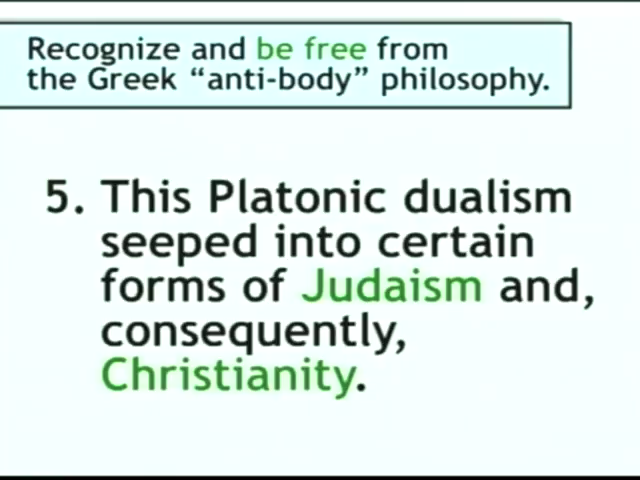 Recognize and be free from
the Greek “anti-body” philosophy.
5. This Platonic dualism
seeped into certain
forms of Judaism and,
consequently,
Christianity.